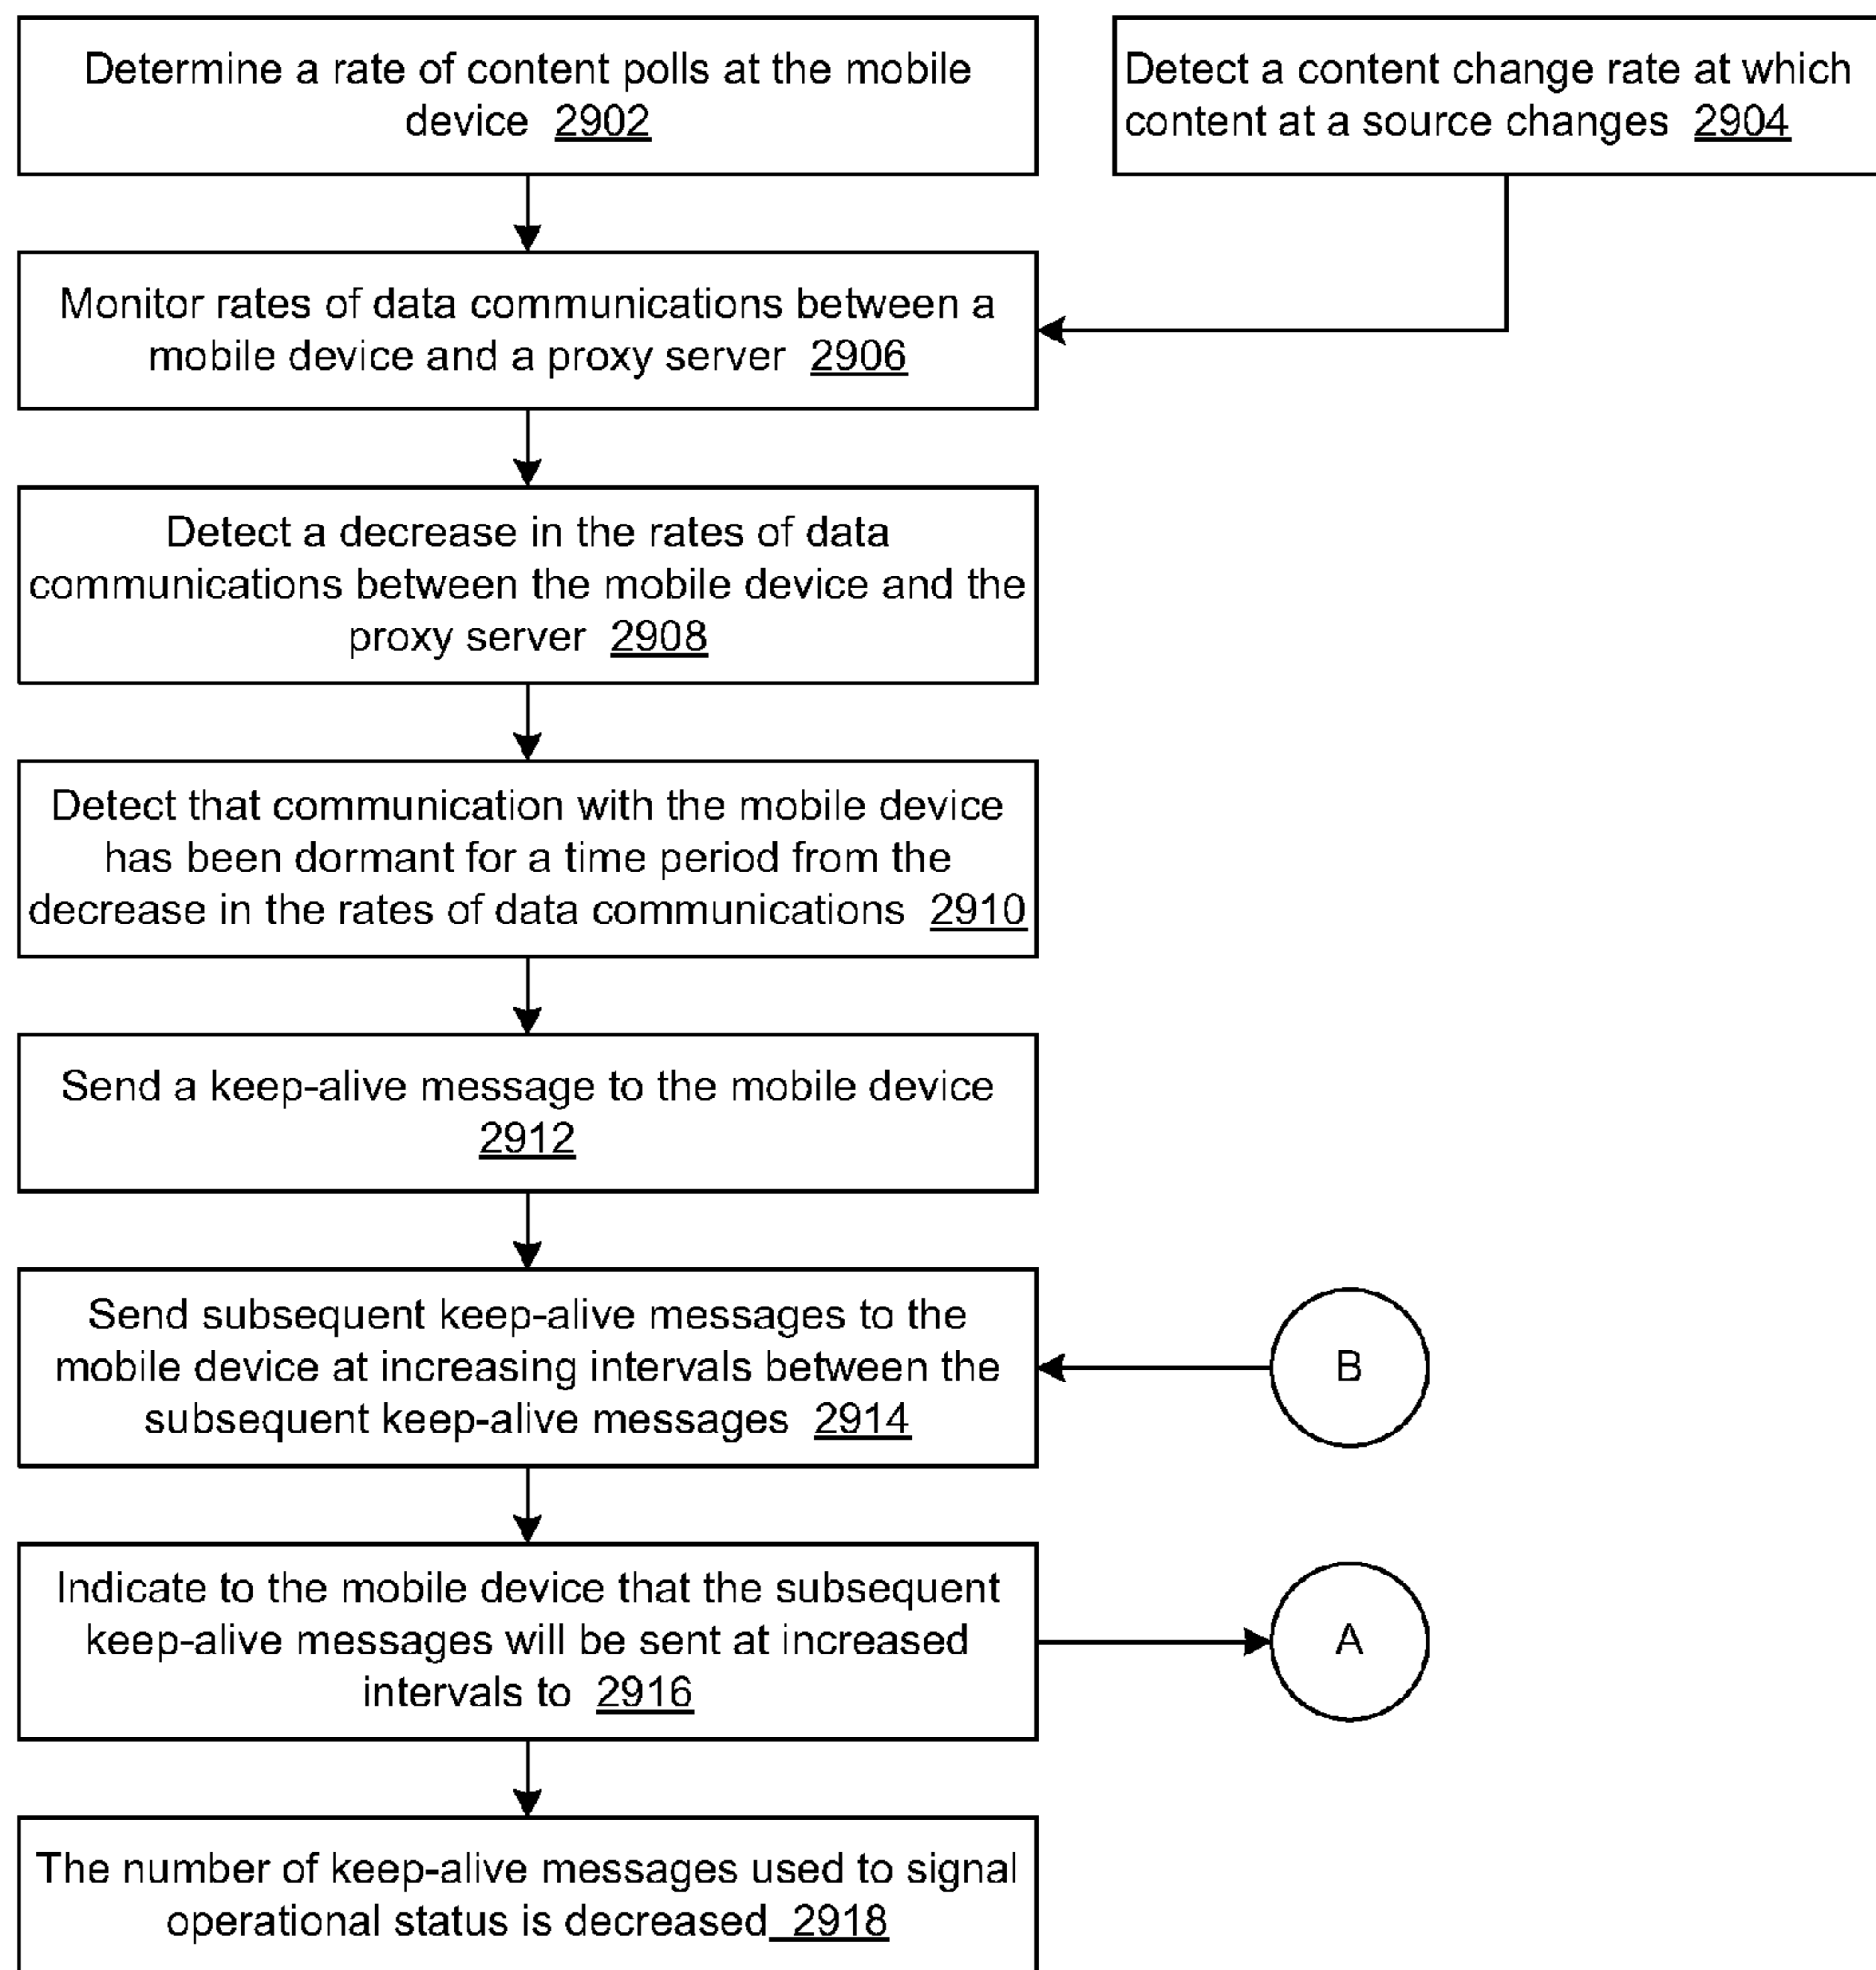 Determine a rate of content polls at the mobile
device 2902
Detect a content change rate at which
content at a source changes 2904
Monitor rates of data communications between a
mobile device and a proxy server 2906
Detect a decrease in the rates of data
communications between the mobile device and the
proxy server 2908
Detect that communication with the mobile device
has been dormant for a time period from the
decrease in the rates of data communications 2910
Send a keep-alive message to the mobile device
2912
Send subsequent keep-alive messages to the
mobile device at increasing intervals between the
subsequent keep-alive messages 2914
B
Indicate to the mobile device that the subsequent
keep-alive messages will be sent at increased
intervals to 2916
A
The number of keep-alive messages used to signal
operational status is decreased 2918